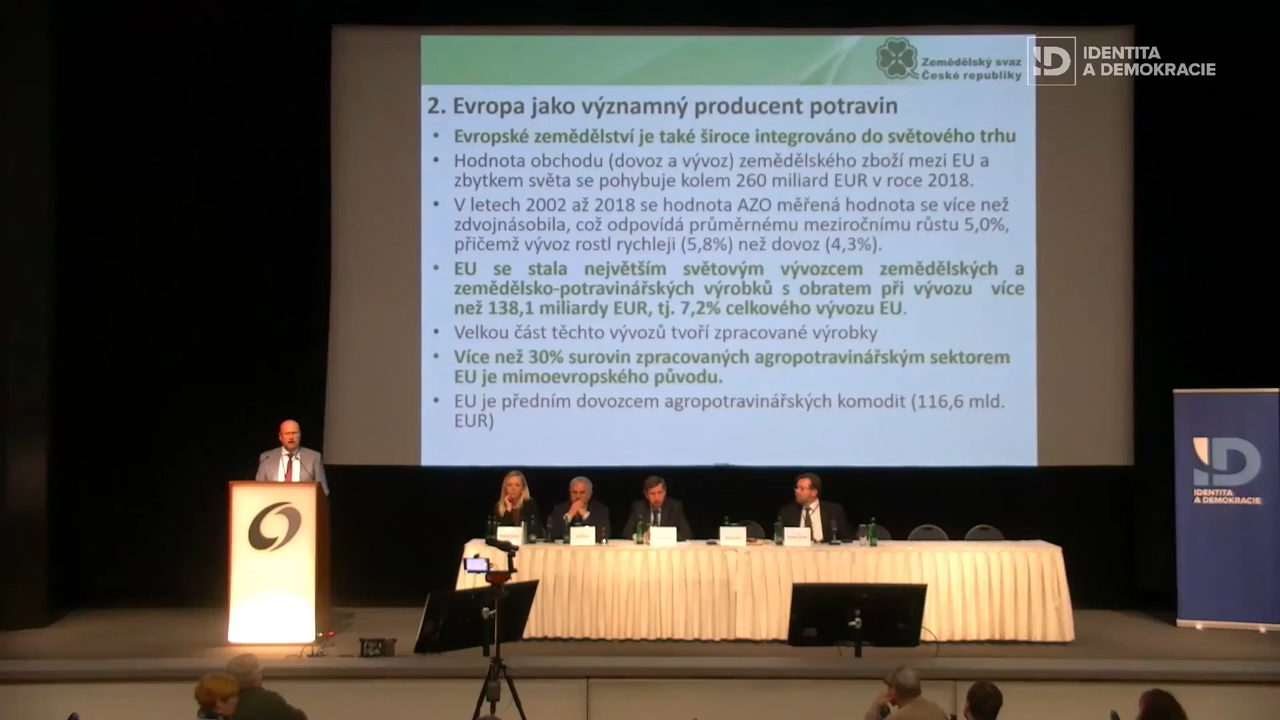 Zemědělský svaz
České republiky
IDENTITA
A DEMOKRACIE
2. Evropa jako významný producent potravin
• Evropské zemědělství je také široce integrováno do světového trhu
• Hodnota obchodu (dovoz a vývoz) zemědělského zboží mezi EU a
zbytkem světa se pohybuje kolem 260 miliard EUR v roce 2018.
• V letech 2002 až 2018 se hodnota AZO měřená hodnota se více než
zdvojnásobila, což odpovídá průměrnému meziročnímu růstu 5,0%,
přičemž vývoz rostl rychleji (5,8%) než dovoz (4,3%).
• EU se stala největším světovým vývozcem zemědělských a
zemědělsko-potravinářských výrobků s obratem při vývozu více
než 138,1 miliardy EUR, tj. 7,2% celkového vývozu EU.
• Velkou část těchto vývozů tvoří zpracované výrobky
• Více než 30% surovin zpracovaných agropotravinářským sektorem
EU je mimoevropského původu.
• EU je předním dovozcem agropotravinářských komodit (116,6 mld.
EUR)
ID
IDENTITA
A DEMOKRACIE